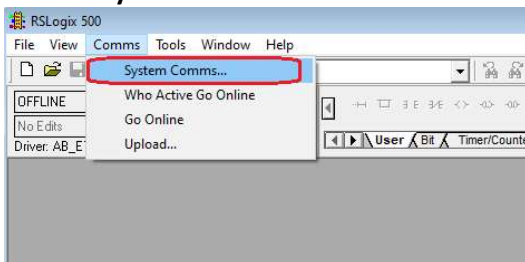 RSLogix 500
File View Comms Tools Window Help
System Comms...
OFFLINE
Who Active Go Online
No Edits
Go Online
Driver: AB_E
Upload...
User Bit Timer/Counte